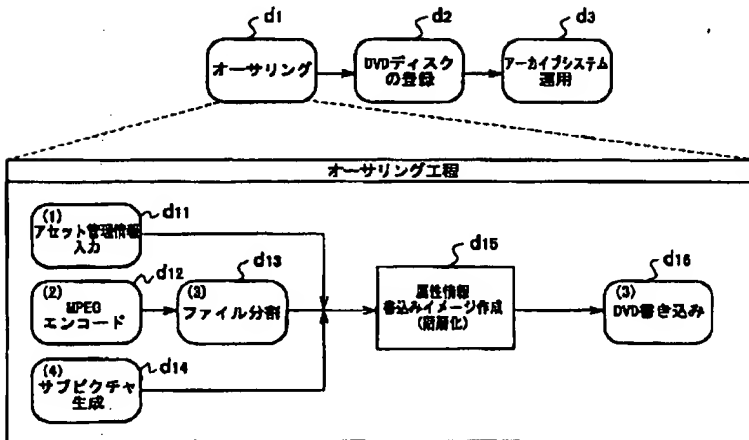 d1
d2
d3
オーサリング
DVDディスク
の登録
アーカイブシステム
運用
オーサリング工程
(1)
アセット管理情報
入力
d11
(2)
MPEG
エンコード
d12
(3)
ファイル分割
d13
(4)
サブピクチャ
生成
d14
属性情報
書込みイメージ作成
(階層化)
d15
(3)
DVD書き込み
d16